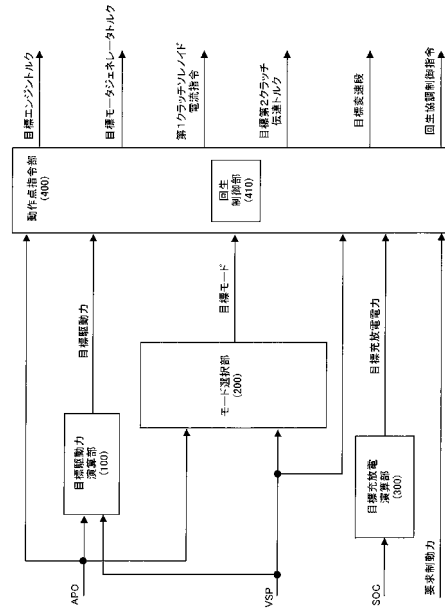 APO
VSP
SOC
要求制動力
目標駆動力
演算部
(100)
モード選択部
(200)
目標充放電
演算部
(300)
目標駆動力
目標モード
目標充放電電力
動作点指令部
(400)
回生
制御部
(410)
目標エンジントルク
目標モータジェネレータトルク
第1クラッチソレノイド
電流指令
目標第2クラッチ
伝達トルク
目標変速段
回生協調制御指令